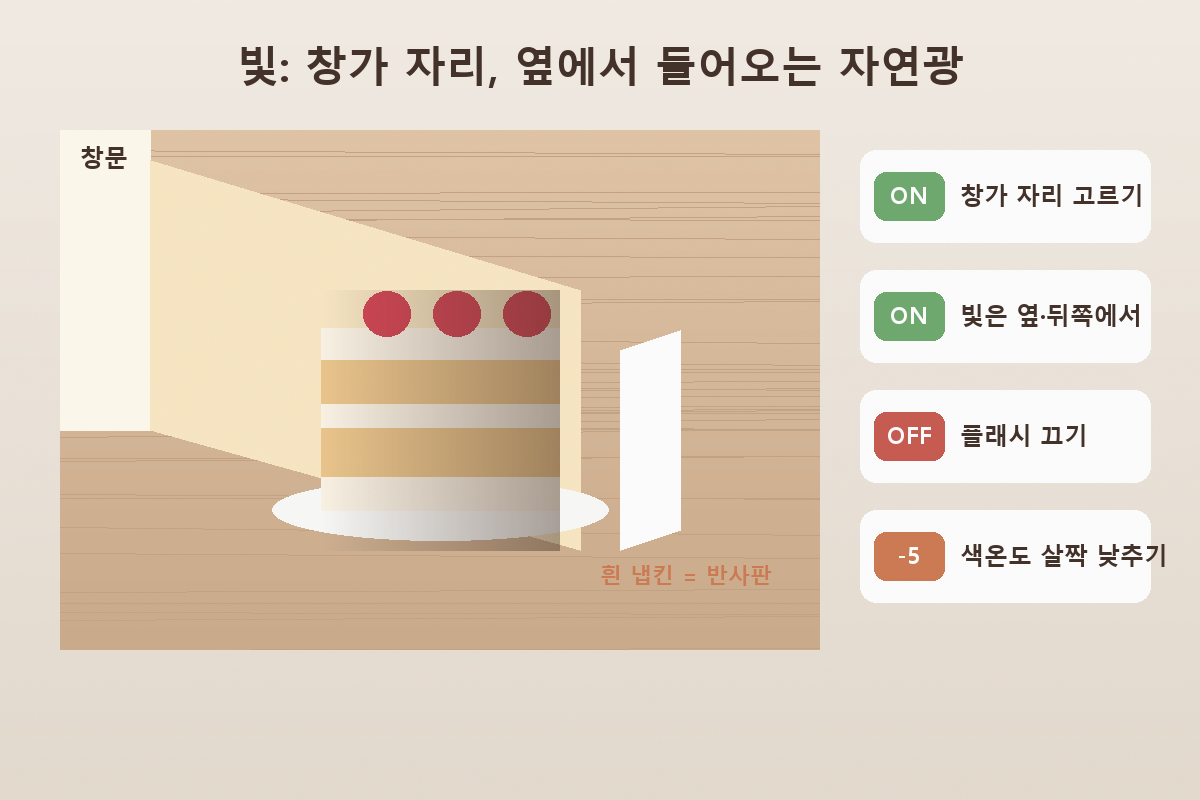 빛: 창가 자리, 옆에서 들어오는 자연광
창문
ON 창가 자리 고르기
ON 빛은 옆·뒤쪽에서
OFF 플래시 끄기
-5 색온도 살짝 낮추기
흰 냅킨 = 반사판